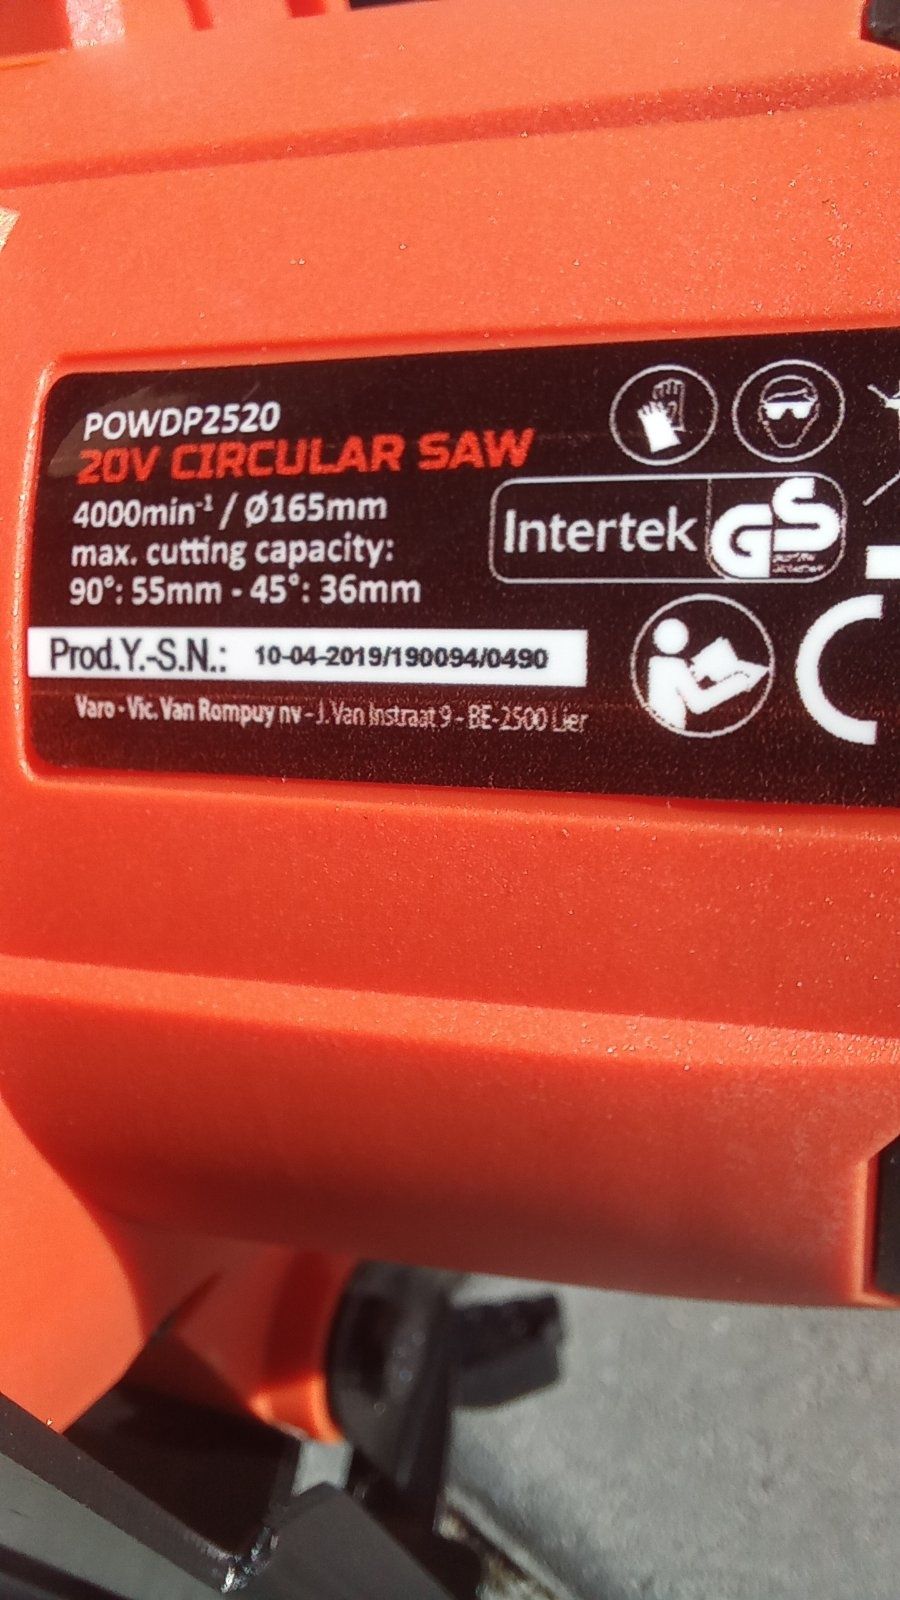 POWDP2520
20V CIRCULAR SAW
4000min⁻¹ / Ø165mm
max. cutting capacity:
90°: 55mm - 45°: 36mm
Intertek GS
Prod.Y.-S.N.: 10-04-2019/190094/0490
Varo - Vic. Van Rompuy nv - J. Van Instraat 9 - BE-2500 Lier